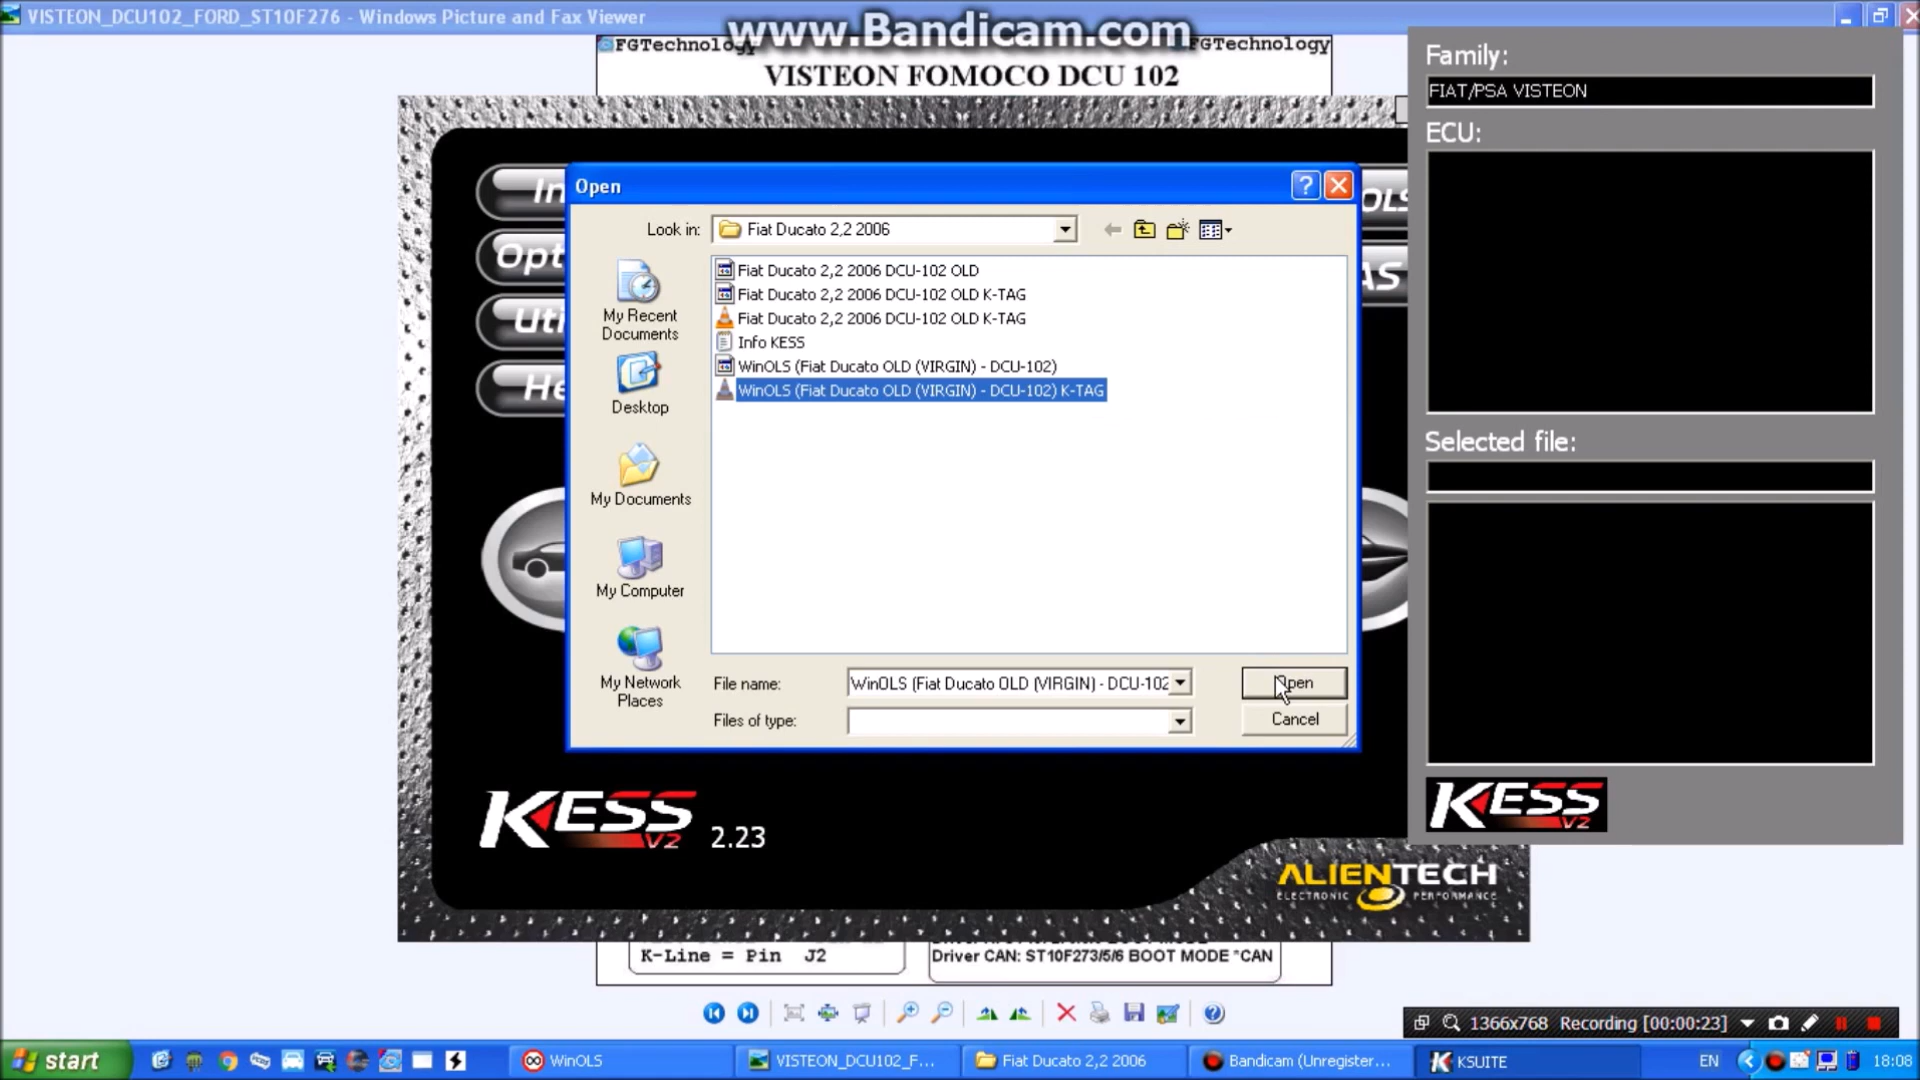 VISTEON_DCU102_FORD_ST10F276 - Windows Picture and Fax Viewer
www.Bandicam.com
FGTechnology
GTechnology
VISTEON FOMOCO DCU 102
Family:
FIAT/PSA VISTEON
ECU:
Selected file:
Open
Look in: Fiat Ducato 2,2 2006
Fiat Ducato 2,2 2006 DCU-102 OLD
Fiat Ducato 2,2 2006 DCU-102 OLD K-TAG
Fiat Ducato 2,2 2006 DCU-102 OLD K-TAG
Info KESS
WinOLS (Fiat Ducato OLD (VIRGIN) - DCU-102)
WinOLS (Fiat Ducato OLD (VIRGIN) - DCU-102) K-TAG
My Recent
Documents
Desktop
My Documents
My Computer
My Network
Places
File name: WinOLS (Fiat Ducato OLD (VIRGIN) - DCU-102
Open
Files of type:
Cancel
KESS
V2
2.23
KESS
V2
ALIENTECH
ELECTRONIC PERFORMANCE
K-Line = Pin J2
Driver CAN: ST10F273/5/6 BOOT MODE *CAN
1366x768 Recording [00:00:23]
start
WinOLS
VISTEON_DCU102_F...
Fiat Ducato 2,2 2006
Bandicam (Unregister...
KSUITE
EN
18:08